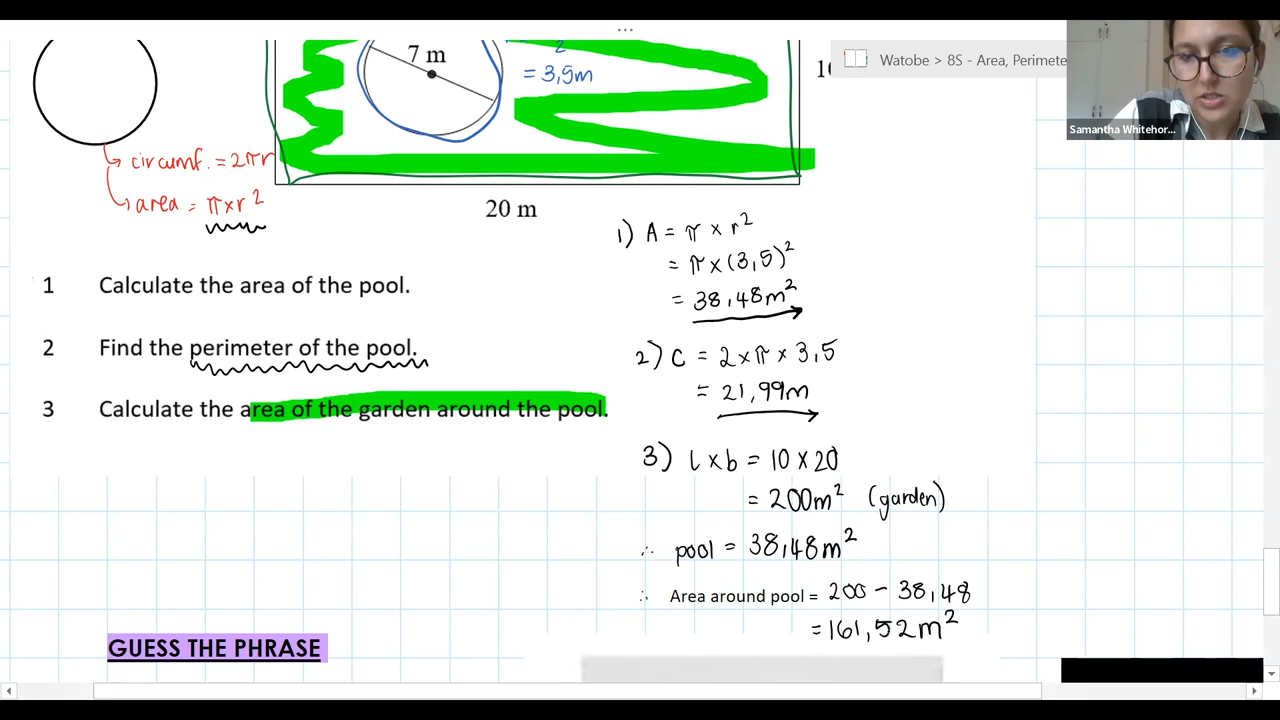 7 m
2
= 3,5m
Watobe > 8S - Area, Perimete
Samantha Whitehor...
circumf. = 2πr
area = π×r²
20 m
1) A = π × r²
= π×(3,5)²
= 38,48m²
1 Calculate the area of the pool.
2 Find the perimeter of the pool.
2) C = 2×π×3,5
= 21,99m
3 Calculate the area of the garden around the pool.
3) l×b = 10×20
= 200m² (garden)
∴ pool = 38,48m²
∴ Area around pool = 200 - 38,48
= 161,52m²
GUESS THE PHRASE